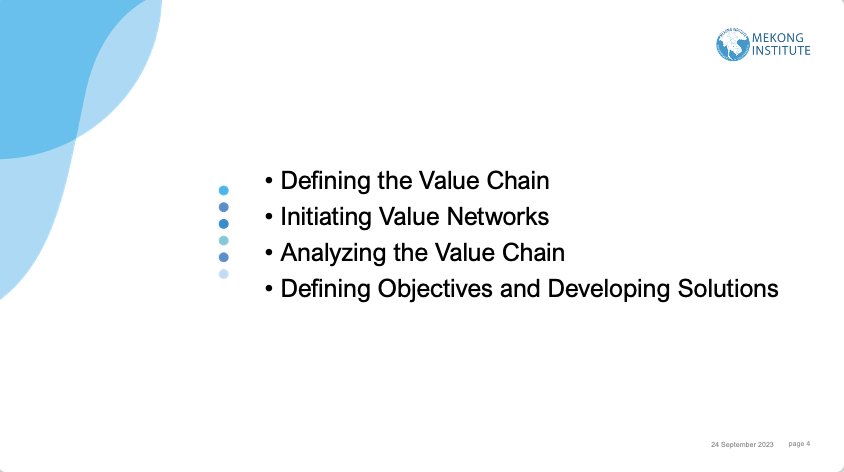 MEKONG
INSTITUTE
• Defining the Value Chain
• Initiating Value Networks
• Analyzing the Value Chain
• Defining Objectives and Developing Solutions
24 September 2023 page 4